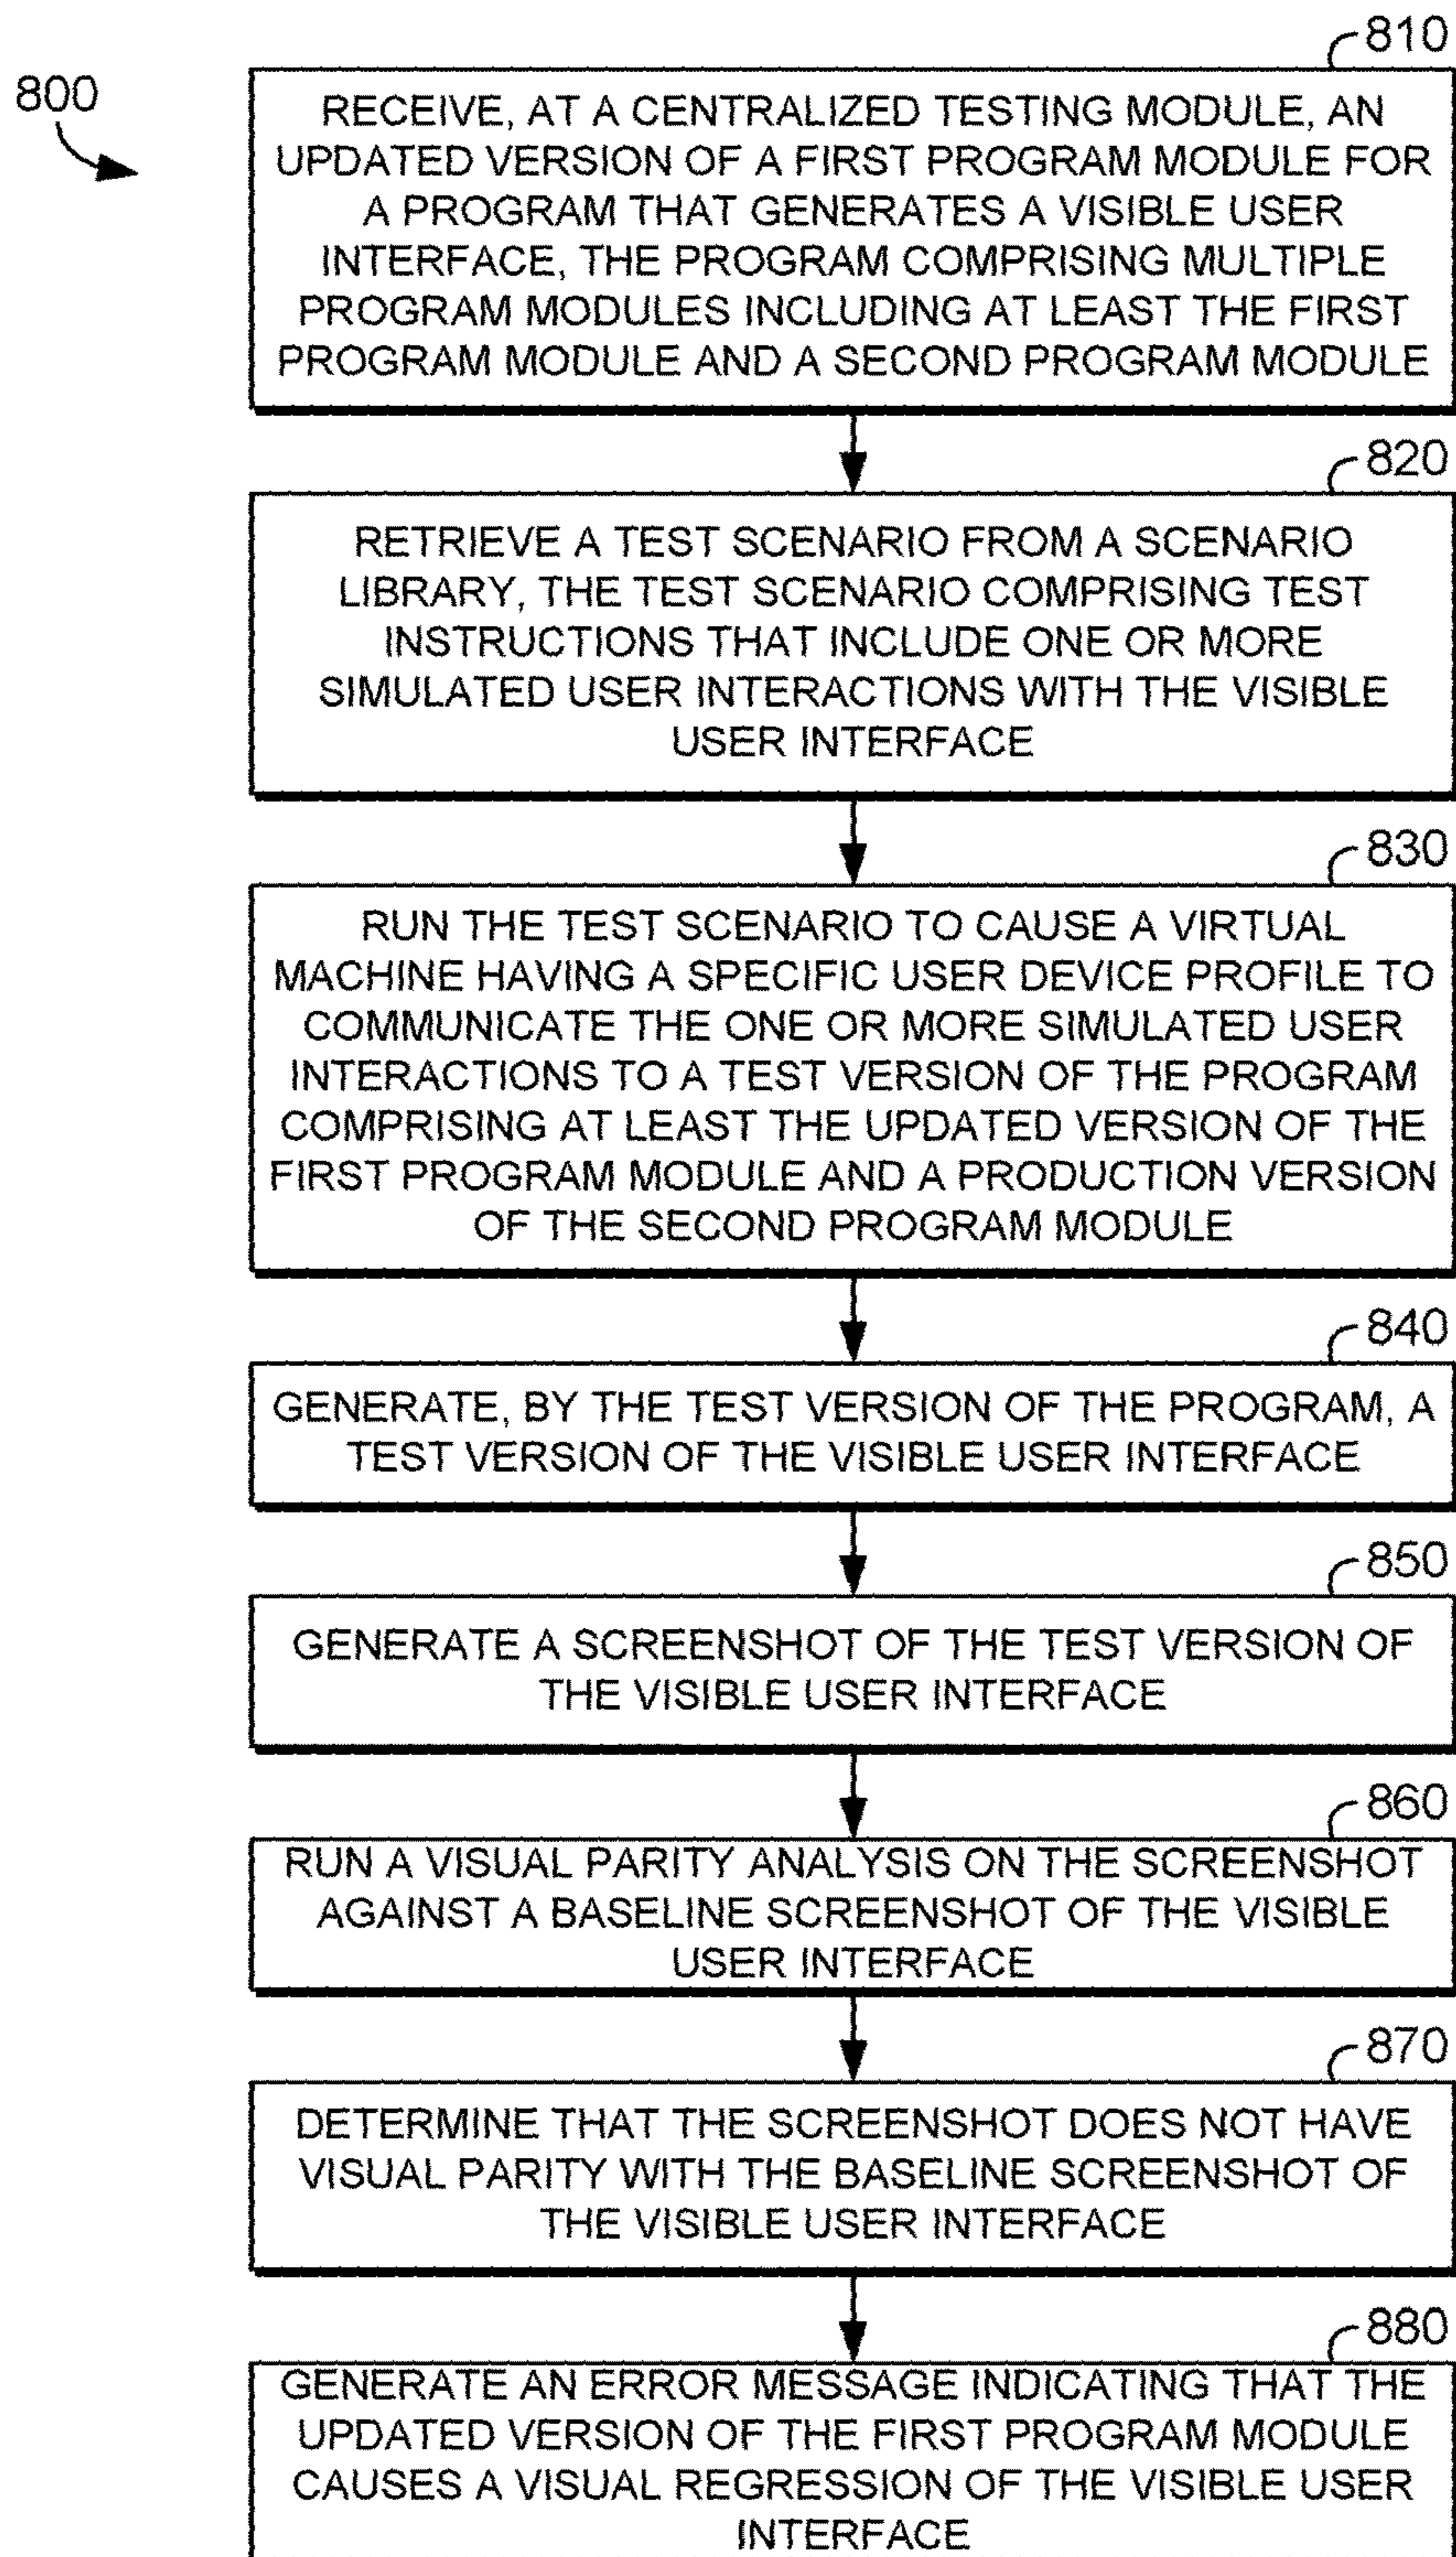 800
810
RECEIVE, AT A CENTRALIZED TESTING MODULE, AN
UPDATED VERSION OF A FIRST PROGRAM MODULE FOR
A PROGRAM THAT GENERATES A VISIBLE USER
INTERFACE, THE PROGRAM COMPRISING MULTIPLE
PROGRAM MODULES INCLUDING AT LEAST THE FIRST
PROGRAM MODULE AND A SECOND PROGRAM MODULE
820
RETRIEVE A TEST SCENARIO FROM A SCENARIO
LIBRARY, THE TEST SCENARIO COMPRISING TEST
INSTRUCTIONS THAT INCLUDE ONE OR MORE
SIMULATED USER INTERACTIONS WITH THE VISIBLE
USER INTERFACE
830
RUN THE TEST SCENARIO TO CAUSE A VIRTUAL
MACHINE HAVING A SPECIFIC USER DEVICE PROFILE TO
COMMUNICATE THE ONE OR MORE SIMULATED USER
INTERACTIONS TO A TEST VERSION OF THE PROGRAM
COMPRISING AT LEAST THE UPDATED VERSION OF THE
FIRST PROGRAM MODULE AND A PRODUCTION VERSION
OF THE SECOND PROGRAM MODULE
840
GENERATE, BY THE TEST VERSION OF THE PROGRAM, A
TEST VERSION OF THE VISIBLE USER INTERFACE
850
GENERATE A SCREENSHOT OF THE TEST VERSION OF
THE VISIBLE USER INTERFACE
860
RUN A VISUAL PARITY ANALYSIS ON THE SCREENSHOT
AGAINST A BASELINE SCREENSHOT OF THE VISIBLE
USER INTERFACE
870
DETERMINE THAT THE SCREENSHOT DOES NOT HAVE
VISUAL PARITY WITH THE BASELINE SCREENSHOT OF
THE VISIBLE USER INTERFACE
880
GENERATE AN ERROR MESSAGE INDICATING THAT THE
UPDATED VERSION OF THE FIRST PROGRAM MODULE
CAUSES A VISUAL REGRESSION OF THE VISIBLE USER
INTERFACE